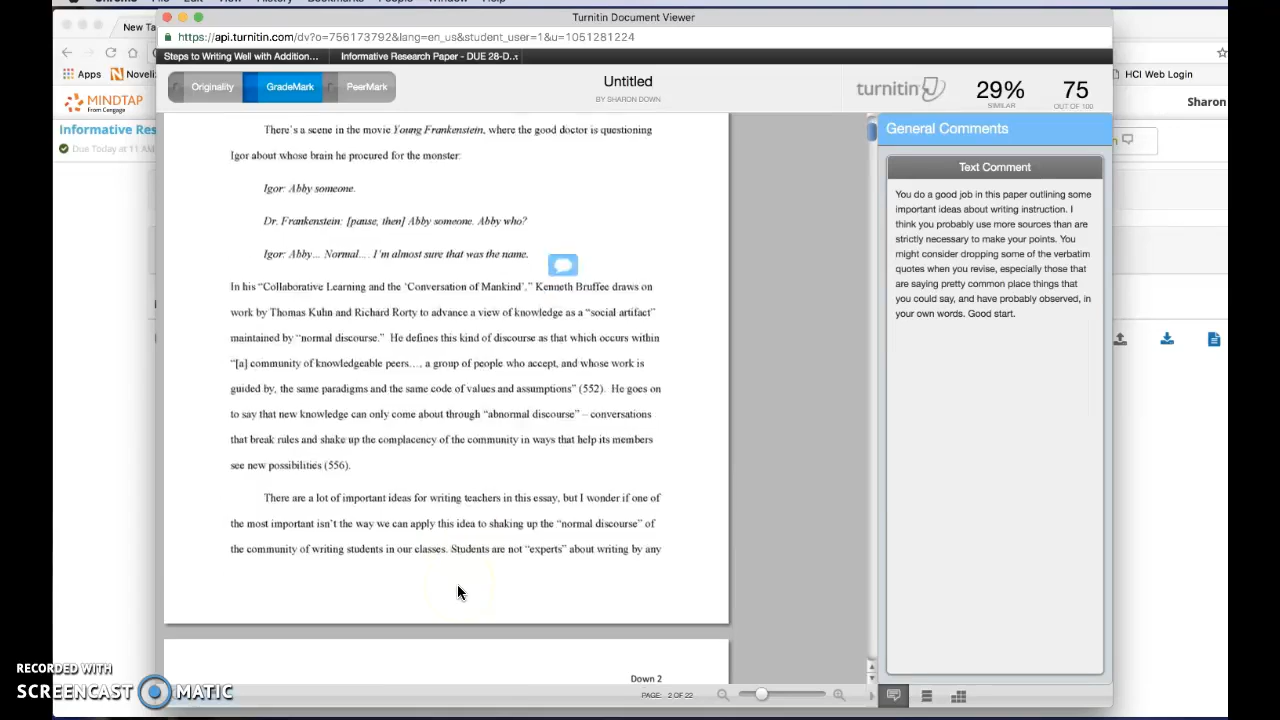 Turnitin Document Viewer
https://api.turnitin.com/dv?o=756173792&lang=en_us&student_user=1&u=1051281224
New Ta
Steps to Writing Well with Addition...
Informative Research Paper - DUE 28-D..
Apps
Noveli
HCI Web Login
Originality
GradeMark
PeerMark
Untitled
BY SHARON DOWN
turnitin
29%
SIMILAR
75
OUT OF 100
MINDTAP
From Cengage
Sharon
Informative Res
Due Today at 11 AM
There's a scene in the movie Young Frankenstein, where the good doctor is questioning
Igor about whose brain he procured for the monster:
Igor: Abby someone.
Dr. Frankenstein: [pause, then] Abby someone. Abby who?
Igor: Abby... Normal.... I'm almost sure that was the name.
In his "Collaborative Learning and the 'Conversation of Mankind'," Kenneth Bruffee draws on
work by Thomas Kuhn and Richard Rorty to advance a view of knowledge as a "social artifact"
maintained by "normal discourse." He defines this kind of discourse as that which occurs within
"[a] community of knowledgeable peers..., a group of people who accept, and whose work is
guided by, the same paradigms and the same code of values and assumptions" (552). He goes on
to say that new knowledge can only come about through "abnormal discourse" – conversations
that break rules and shake up the complacency of the community in ways that help its members
see new possibilities (556).
There are a lot of important ideas for writing teachers in this essay, but I wonder if one of
the most important isn't the way we can apply this idea to shaking up the "normal discourse" of
the community of writing students in our classes. Students are not "experts" about writing by any
Down 2
General Comments
Text Comment
You do a good job in this paper outlining some
important ideas about writing instruction. I
think you probably use more sources than are
strictly necessary to make your points. You
might consider dropping some of the verbatim
quotes when you revise, especially those that
are saying pretty common place things that
you could say, and have probably observed, in
your own words. Good start.
PAGE: 2 OF 22
RECORDED WITH
SCREENCAST MATIC